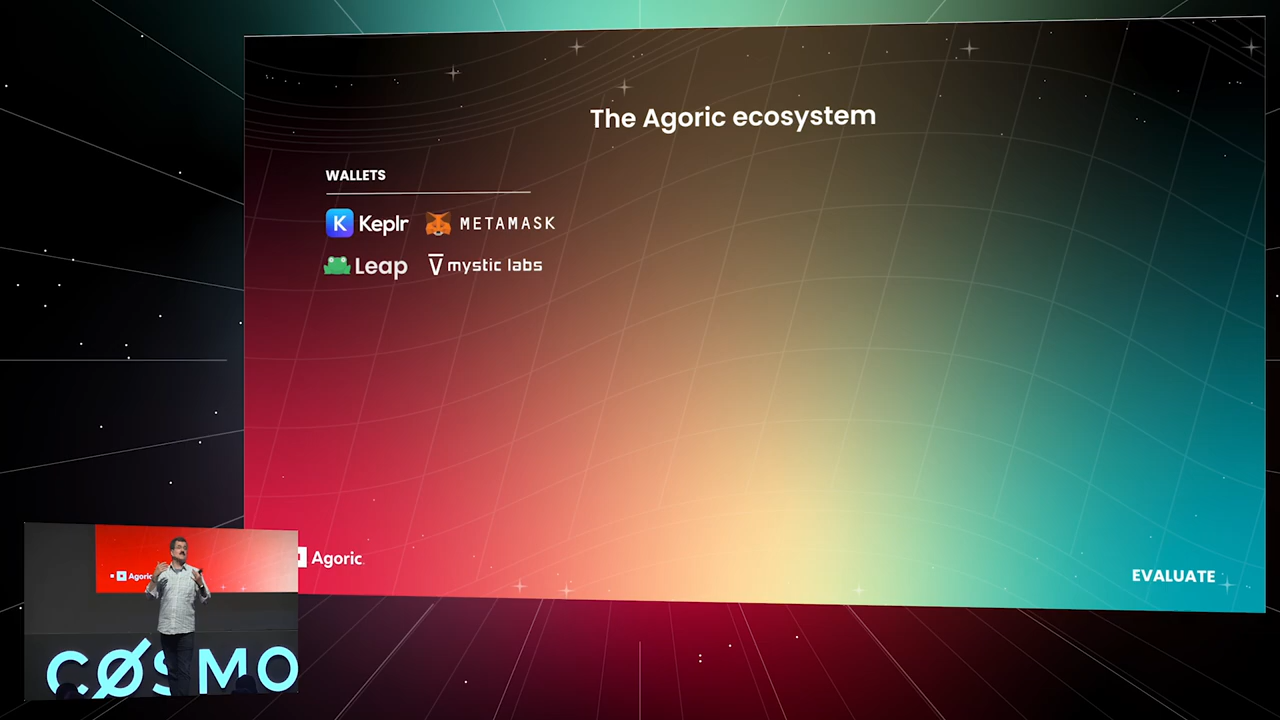 The Agoric ecosystem
WALLETS
K Keplr METAMASK
Leap mystic labs
Agoric
EVALUATE
Agoric
CØSMO